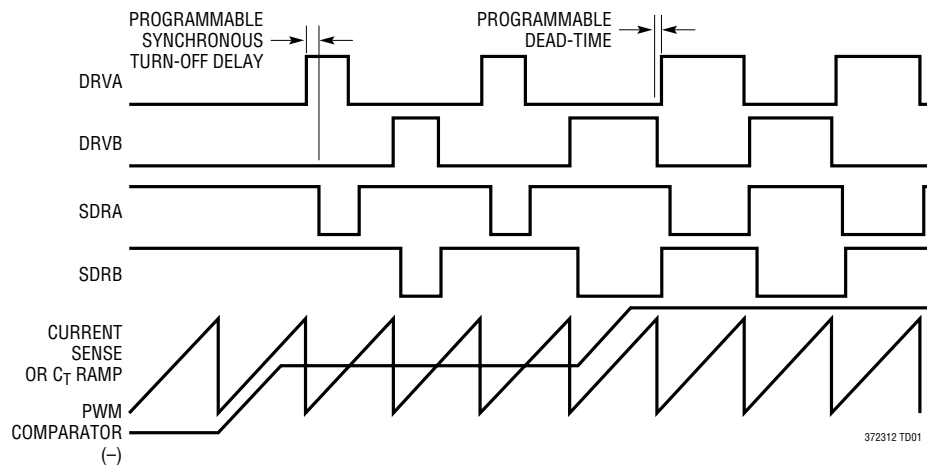 PROGRAMMABLE
SYNCHRONOUS
TURN-OFF DELAY
PROGRAMMABLE
DEAD-TIME
DRVA
DRVB
SDRA
SDRB
CURRENT
SENSE
OR CT RAMP
PWM
COMPARATOR
(–)
372312 TD01